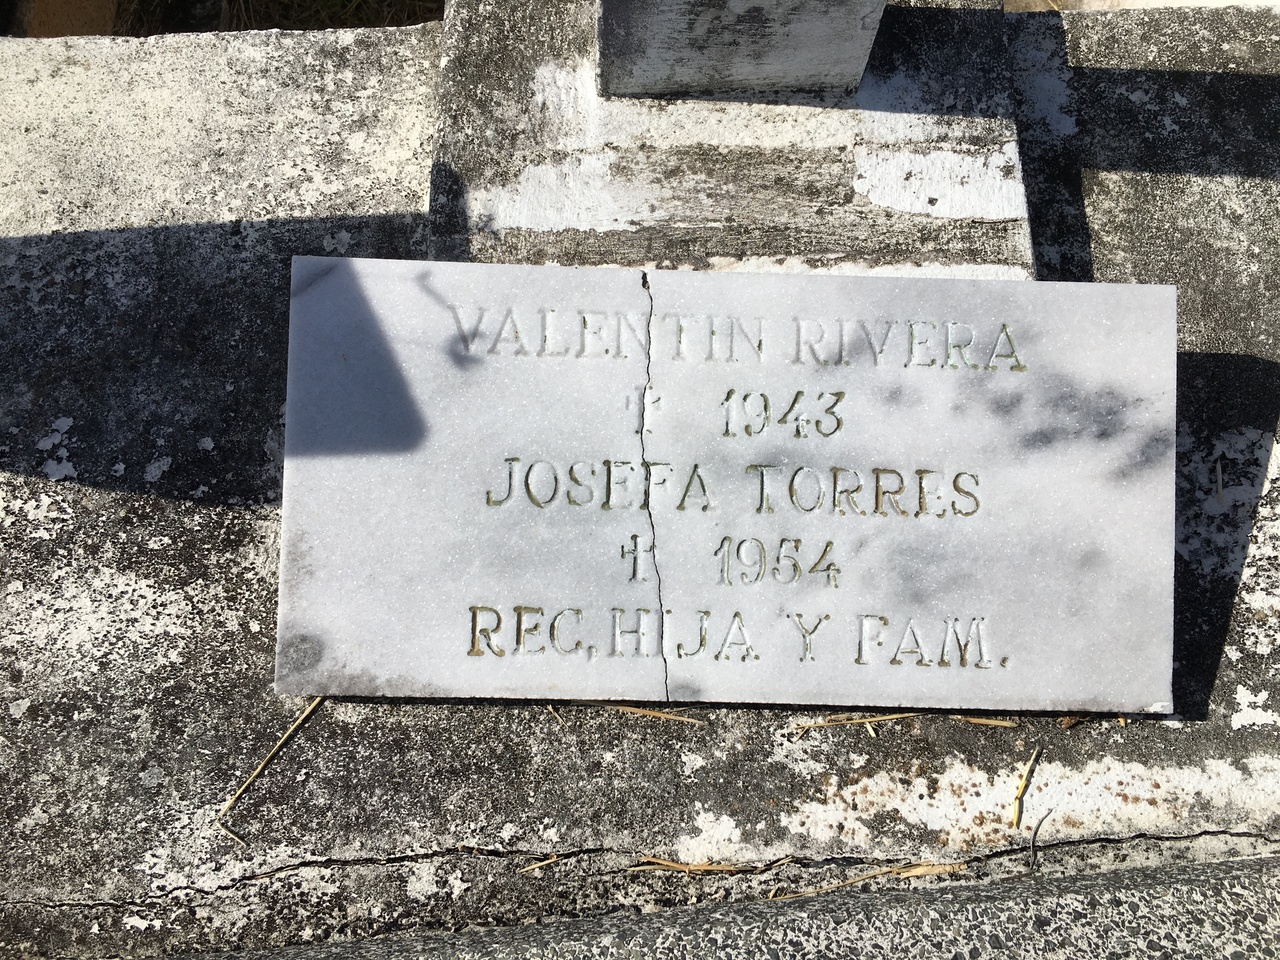 VALENTIN RIVERA
† 1943
JOSEFA TORRES
† 1954
REC, HIJA Y FAM.